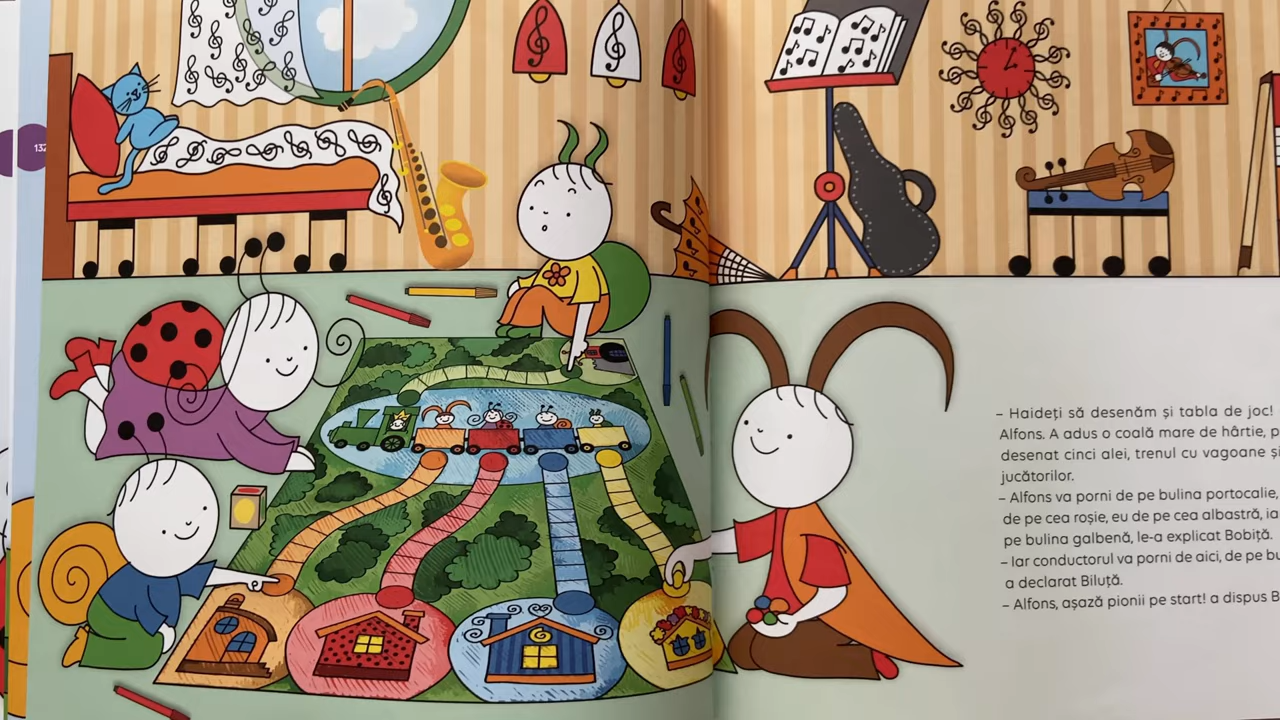 132
– Haideți să desenăm și tabla de joc!
Alfons. A adus o coală mare de hârtie,
desenat cinci alei, trenul cu vagoane și
jucătorilor.
– Alfons va porni de pe bulina portocalie,
de pe cea roșie, eu de pe cea albastră, ia
pe bulina galbenă, le-a explicat Bobiță.
– Iar conductorul va porni de aici, de pe
a declarat Biluță.
– Alfons, așază pionii pe start! a dispus B